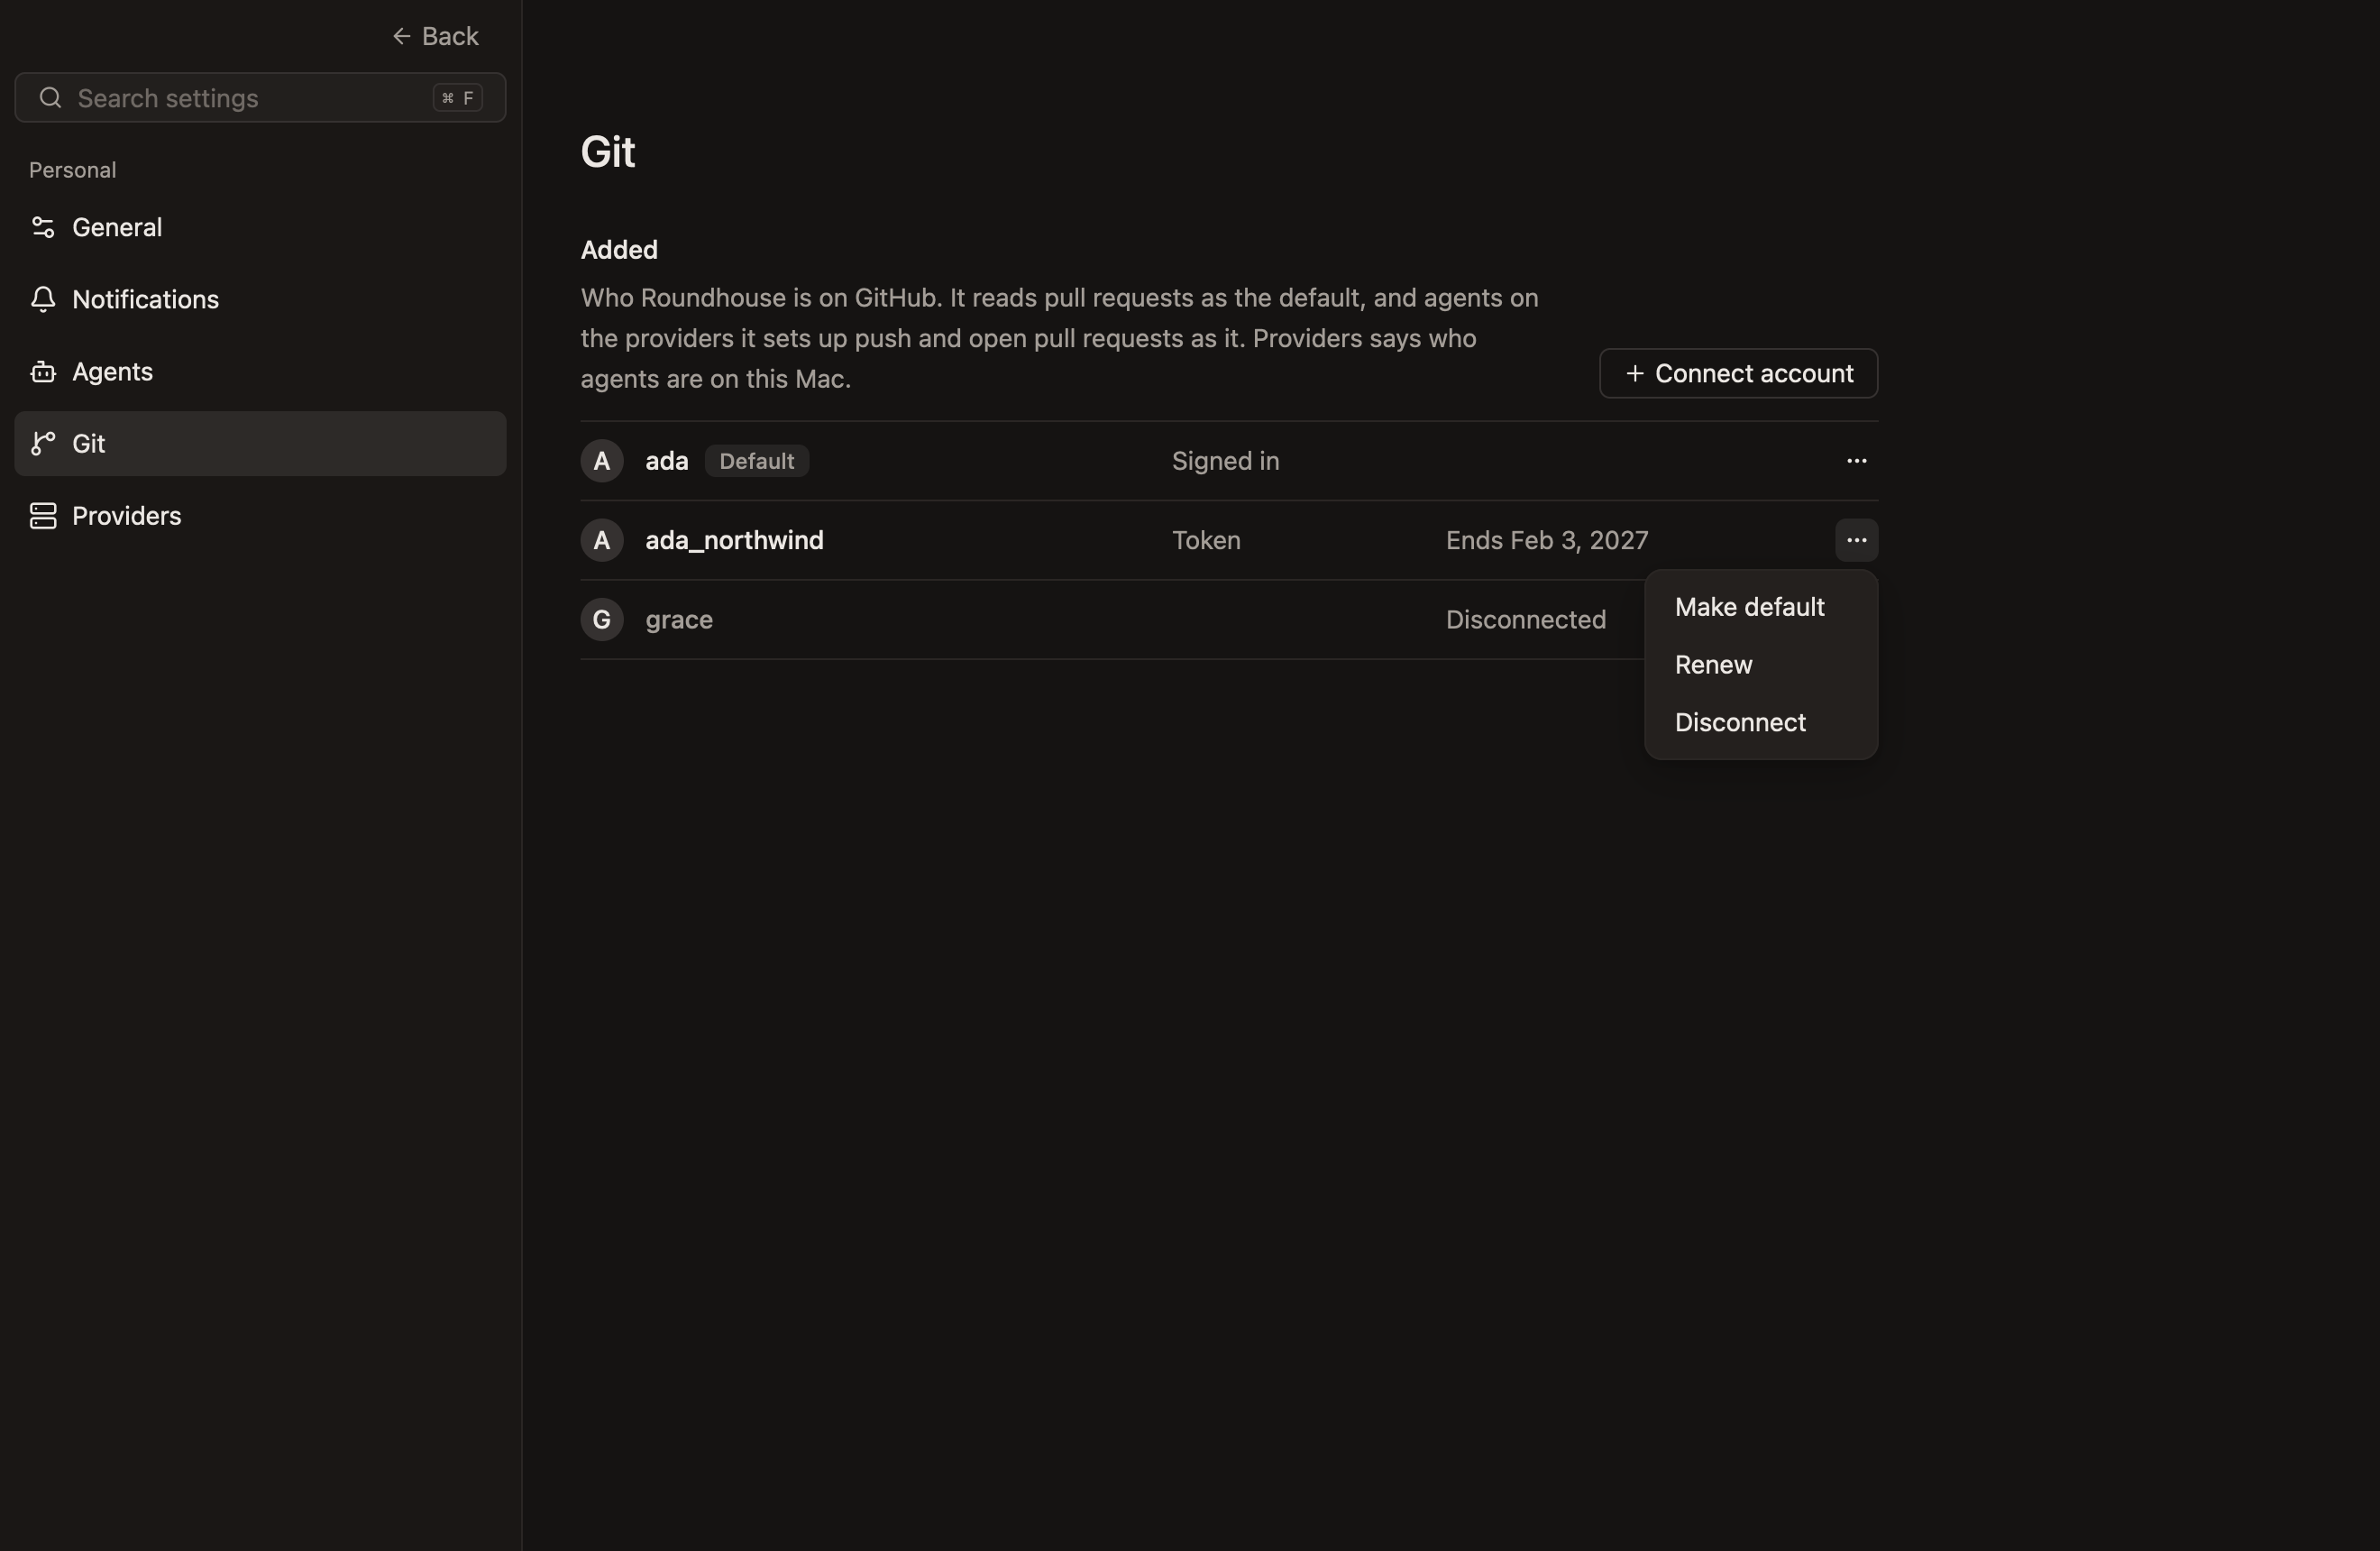 Back
Search settings
⌘ F
Personal
General
Notifications
Agents
Git
Providers
Git
Added
Who Roundhouse is on GitHub. It reads pull requests as the default, and agents on
the providers it sets up push and open pull requests as it. Providers says who
agents are on this Mac.
Connect account
A ada Default Signed in
A ada_northwind Token Ends Feb 3, 2027
G grace Disconnected
Make default
Renew
Disconnect